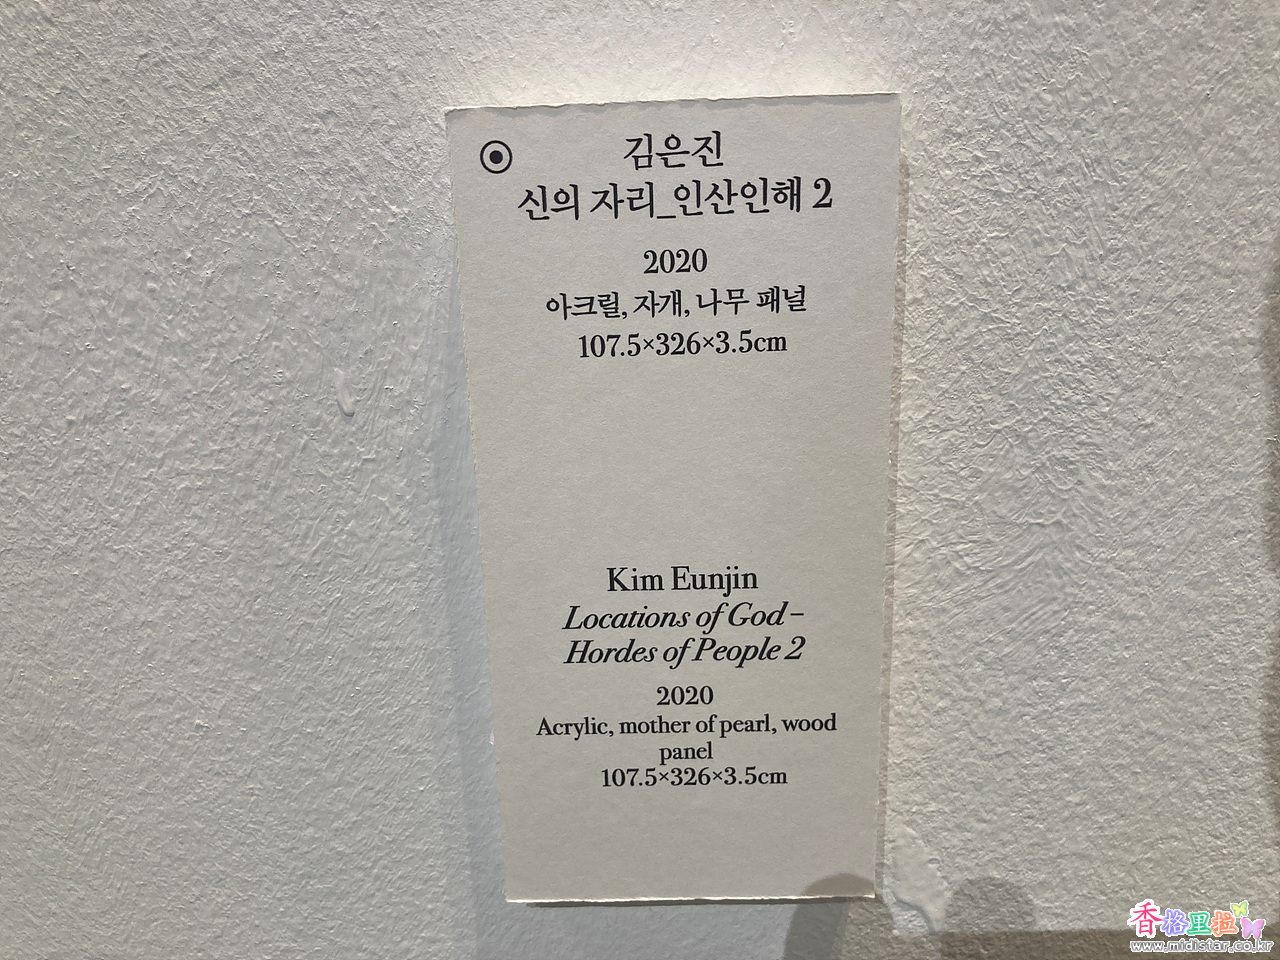 김은진
신의 자리_인산인해 2
2020
아크릴, 자개, 나무 패널
107.5×326×3.5cm
Kim Eunjin
Locations of God –
Hordes of People 2
2020
Acrylic, mother of pearl, wood
panel
107.5×326×3.5cm
香格里拉
www.midistar.co.kr